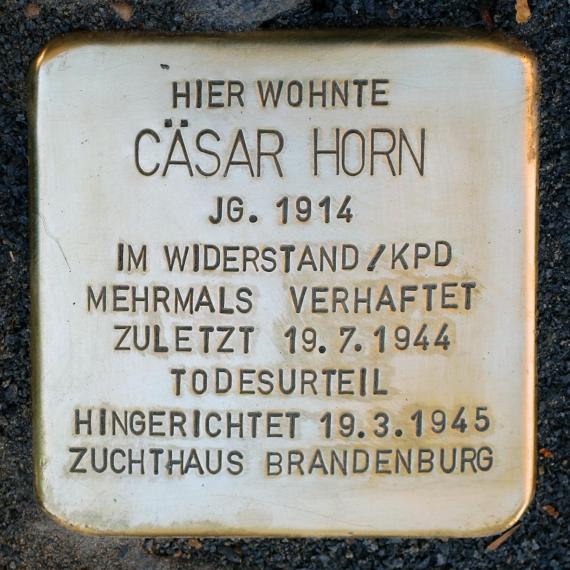 HIER WOHNTE
CÄSAR HORN
JG. 1914
IM WIDERSTAND/KPD
MEHRMALS VERHAFTET
ZULETZT 19.7.1944
TODESURTEIL
HINGERICHTET 19.3.1945
ZUCHTHAUS BRANDENBURG